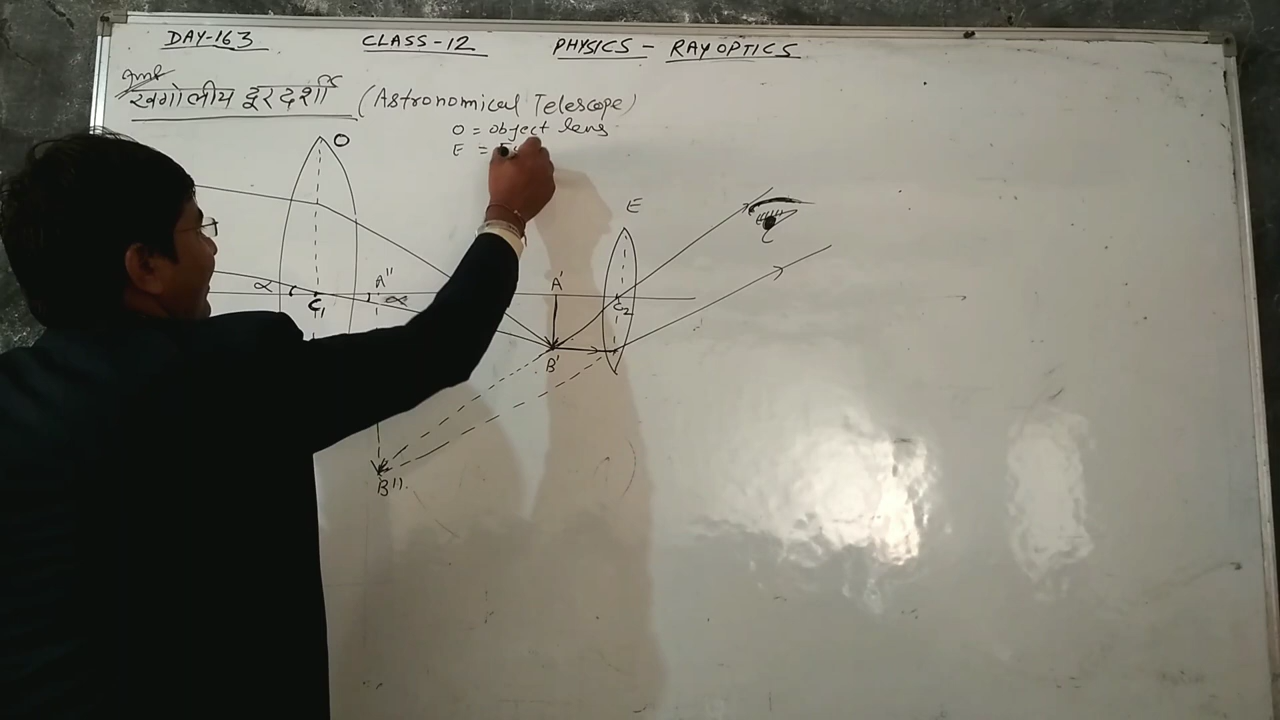 DAY-163 CLASS-12 PHYSICS - RAY OPTICS
Imp
खगोलीय दूरदर्शी (Astronomical Telescope)
O = object lens
E =
O
E
α C₁ A'' α A' C₂
B'
B''